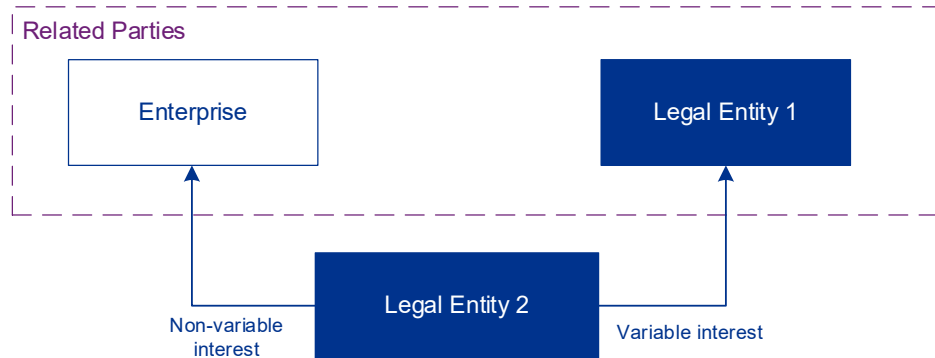 Related Parties
Enterprise
Legal Entity 1
Legal Entity 2
Non-variable
interest
Variable interest